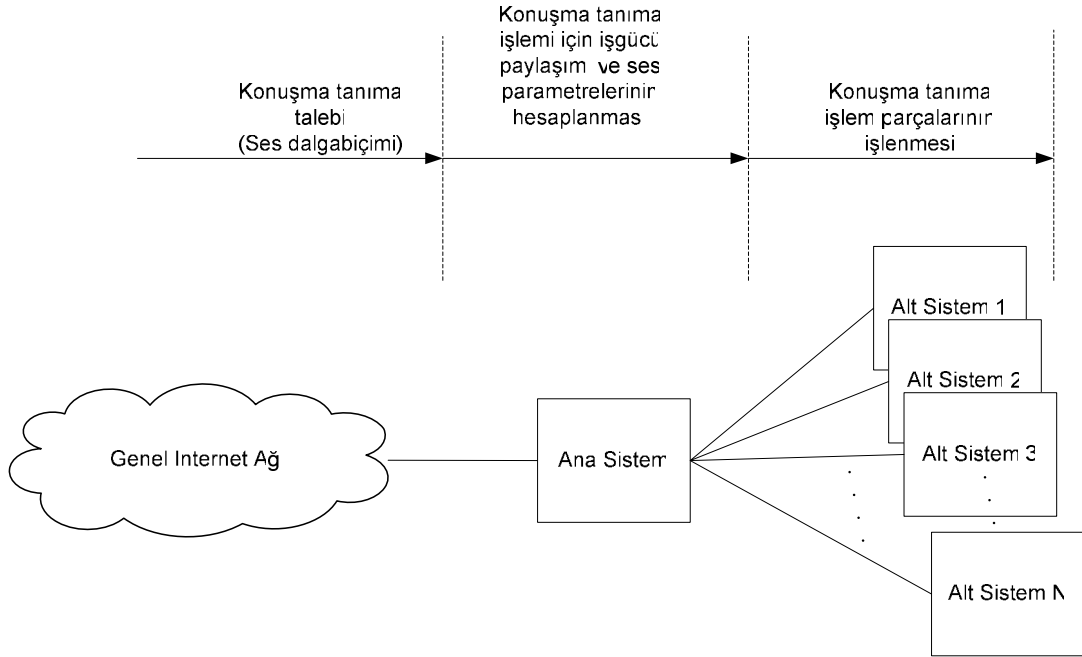 Konuşma tanıma
talebi
(Ses dalgabiçimi)
Konuşma tanıma
işlemi için işgücü
paylaşım ve ses
parametrelerinin
hesaplanmas
Konuşma tanıma
işlem parçalarının
işlenmesi
Genel Internet Ağ
Ana Sistem
Alt Sistem 1
Alt Sistem 2
Alt Sistem 3
Alt Sistem N